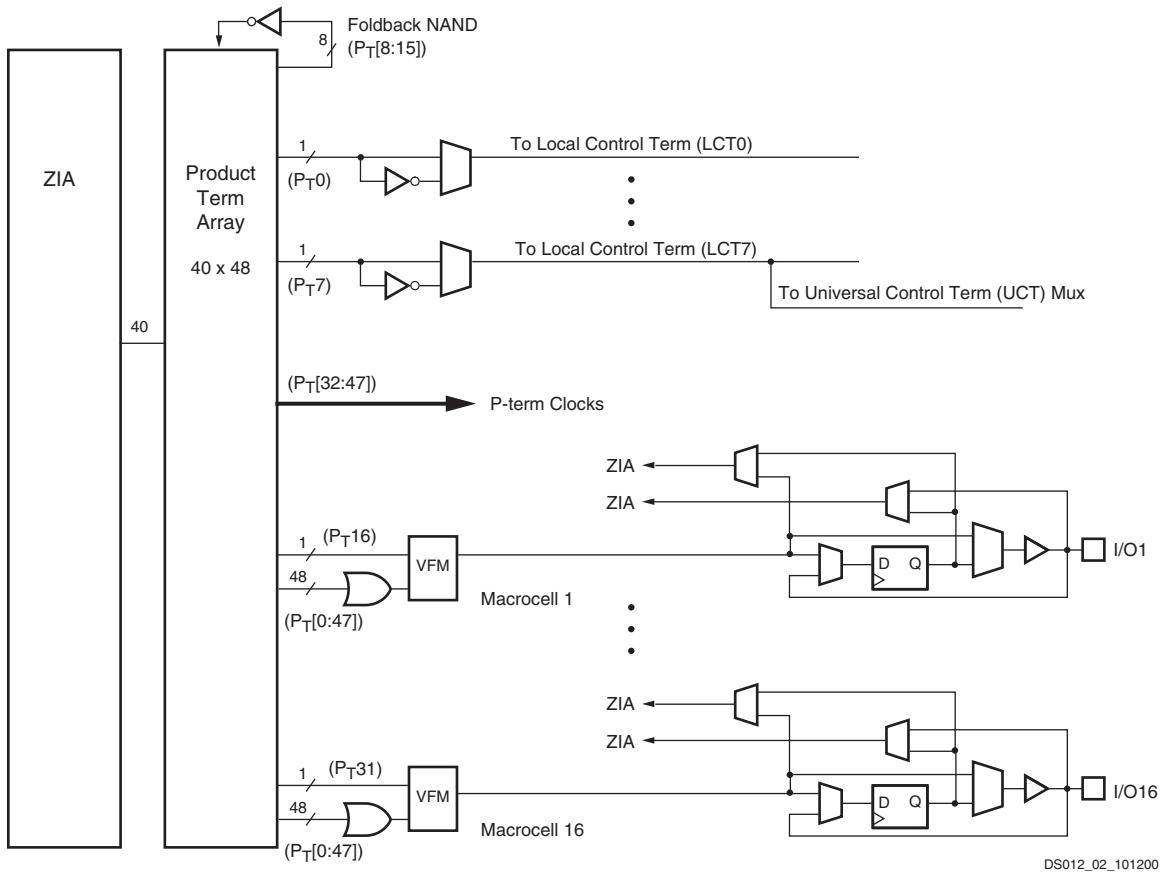 Foldback NAND
8
(PT[8:15])
ZIA
Product
Term
Array
40 x 48
40
1
(PT0)
To Local Control Term (LCT0)
1
(PT7)
To Local Control Term (LCT7)
To Universal Control Term (UCT) Mux
(PT[32:47])
P-term Clocks
ZIA
ZIA
1
(PT16)
48
(PT[0:47])
VFM
Macrocell 1
D Q
I/O1
ZIA
ZIA
1
(PT31)
48
(PT[0:47])
VFM
Macrocell 16
D Q
I/O16
DS012_02_101200